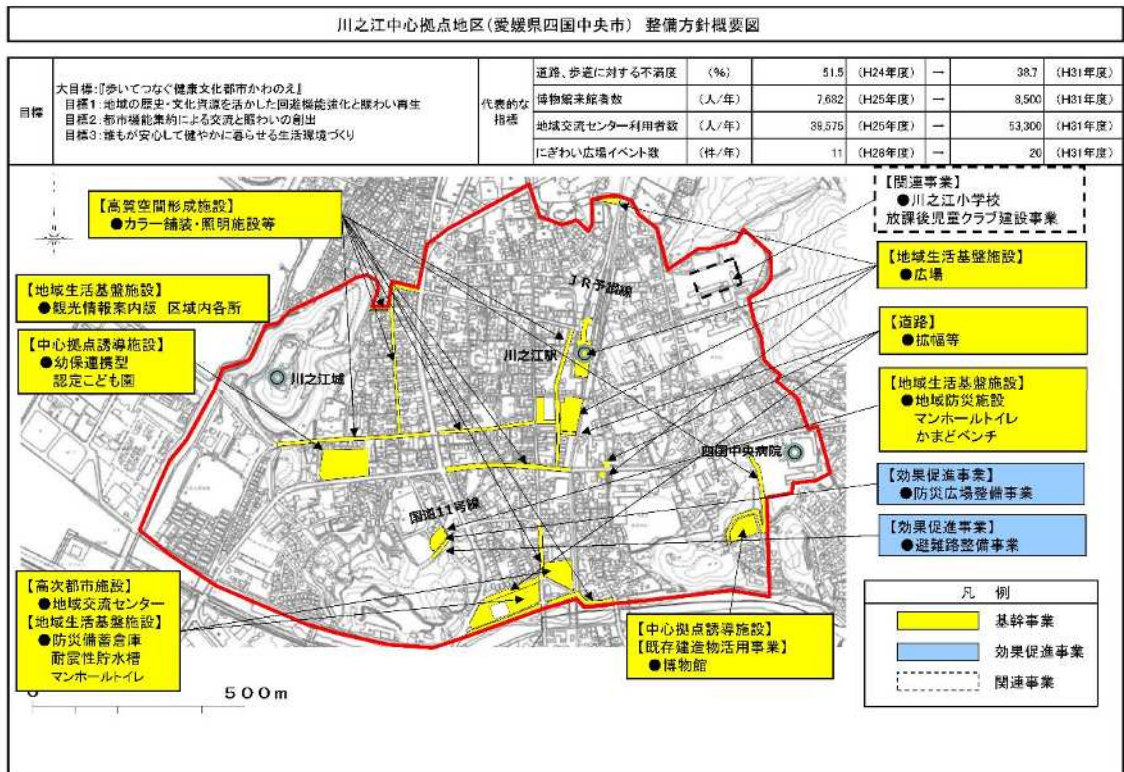 川之江中心拠点地区(愛媛県四国中央市) 整備方針概要図
目標
大目標:『歩いてつなぐ健康文化都市かわのえ』
目標1:地域の歴史・文化資源を活かした回遊機能強化と賑わい再生
目標2:都市機能集約による交流と賑わいの創出
目標3:誰もが安心して健やかに暮らせる生活環境づくり
代表的な
指標
道路、歩道に対する不満度 (%) 51.5 (H24年度) → 38.7 (H31年度)
博物館来館者数 (人/年) 7,682 (H25年度) → 8,500 (H31年度)
地域交流センター利用者数 (人/年) 39,575 (H25年度) → 53,300 (H31年度)
にぎわい広場イベント数 (件/年) 11 (H28年度) → 20 (H31年度)
【高質空間形成施設】
●カラー舗装・照明施設等
【地域生活基盤施設】
●観光情報案内版 区域内各所
【中心拠点誘導施設】
●幼保連携型
認定こども園
【高次都市施設】
●地域交流センター
【地域生活基盤施設】
●防災備蓄倉庫
耐震性貯水槽
マンホールトイレ
0 500m
川之江城
JR予讃線
川之江駅
四国中央病院
国道11号線
【関連事業】
●川之江小学校
放課後児童クラブ建設事業
【地域生活基盤施設】
●広場
【道路】
●拡幅等
【地域生活基盤施設】
●地域防災施設
マンホールトイレ
かまどベンチ
【効果促進事業】
●防災広場整備事業
【効果促進事業】
●避難路整備事業
【中心拠点誘導施設】
【既存建造物活用事業】
●博物館
凡 例
基幹事業
効果促進事業
関連事業